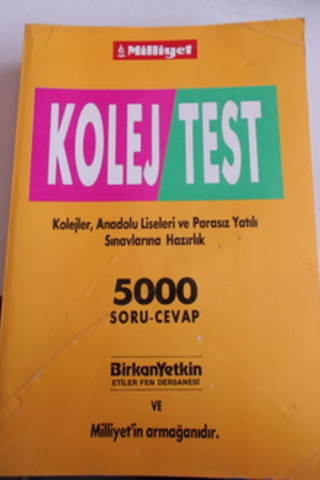 Milliyet
KOLEJ TEST
Kolejler, Anadolu Liseleri ve Parasız Yatılı
Sınavlarına Hazırlık
5000
SORU-CEVAP
BirkanYetkin
ETİLER FEN DERSANESİ
VE
Milliyet'in armağanıdır.